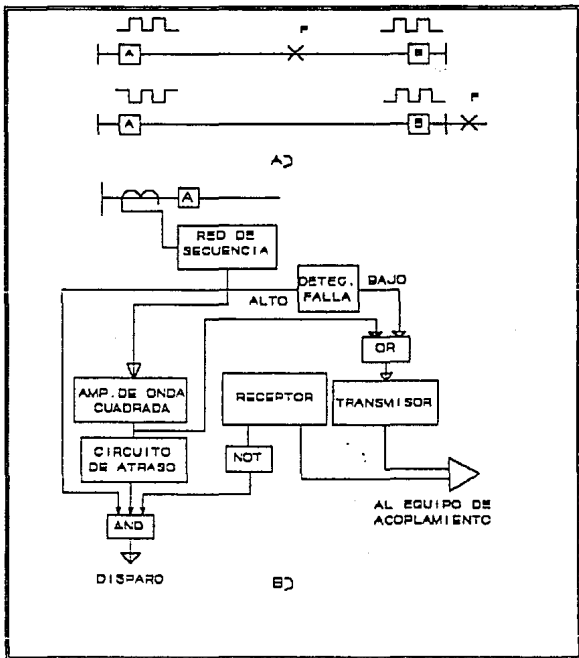 F
A
B
F
A
B
A)
A
RED DE
SECUENCIA
DETEC.
FALLA
BAJO
ALTO
OR
AMP. DE ONDA
CUADRADA
RECEPTOR
TRANSMISOR
CIRCUITO
DE ATRASO
NOT
AL EQUIPO DE
ACOPLAMIENTO
AND
DISPARO
B)